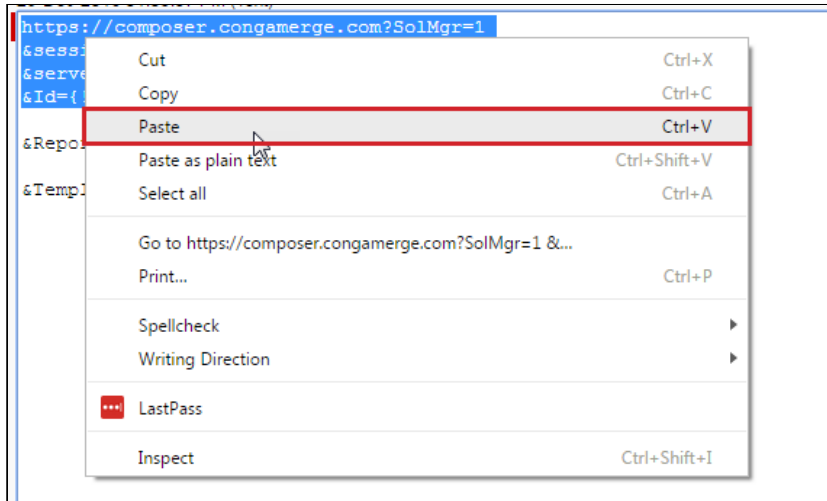 https://composer.congamerge.com?SolMgr=1
&sessi
&serve
&Id={!
&Repor
&Templ
Cut Ctrl+X
Copy Ctrl+C
Paste Ctrl+V
Paste as plain text Ctrl+Shift+V
Select all Ctrl+A
Go to https://composer.congamerge.com?SolMgr=1 &...
Print... Ctrl+P
Spellcheck
Writing Direction
LastPass
Inspect Ctrl+Shift+I